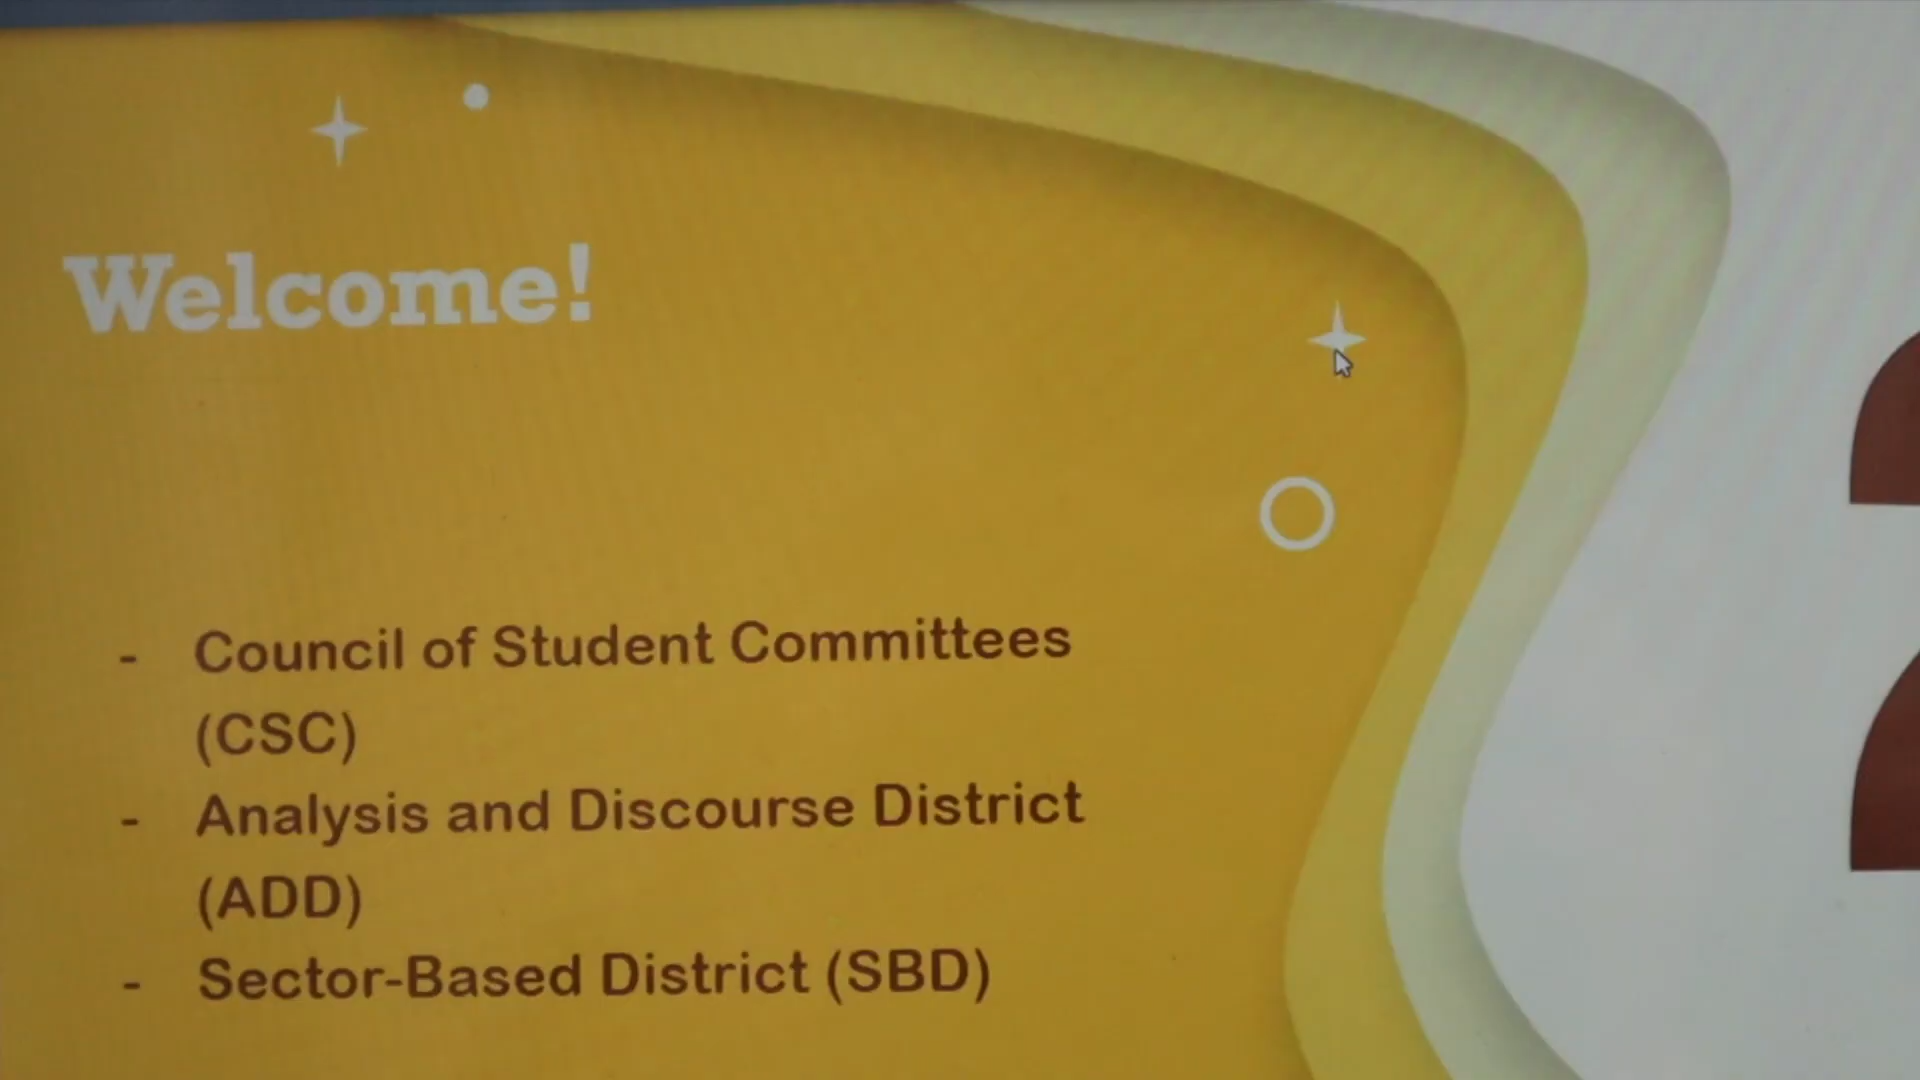 Welcome!
- Council of Student Committees
(CSC)
- Analysis and Discourse District
(ADD)
- Sector-Based District (SBD)